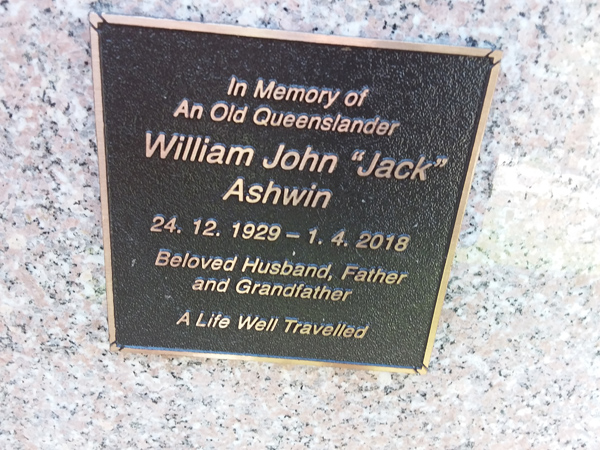 In Memory of
An Old Queenslander
William John "Jack"
Ashwin
24. 12. 1929 – 1. 4. 2018
Beloved Husband, Father
and Grandfather
A Life Well Travelled